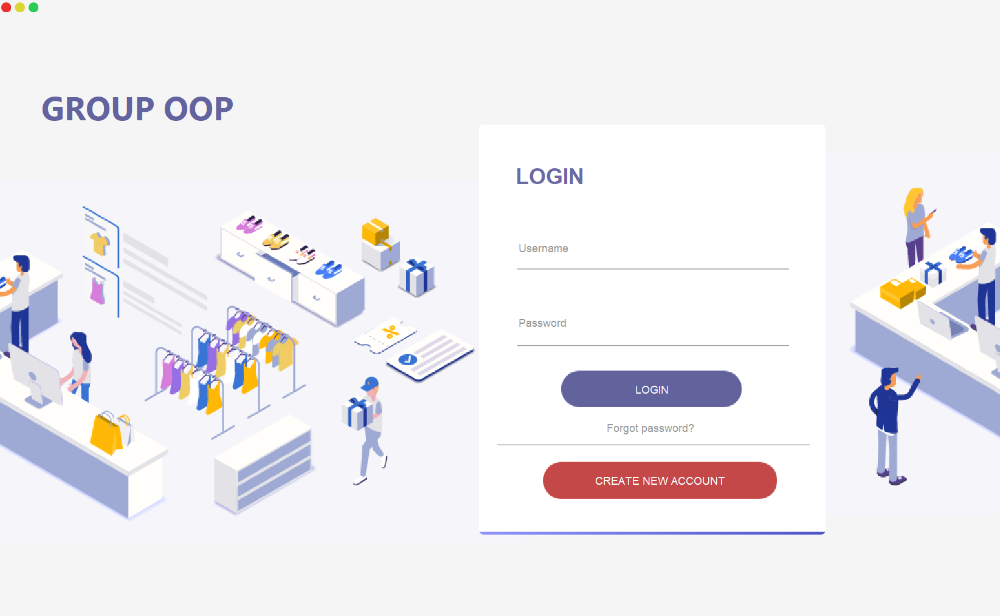 GROUP OOP
LOGIN
Username
Password
LOGIN
Forgot password?
CREATE NEW ACCOUNT